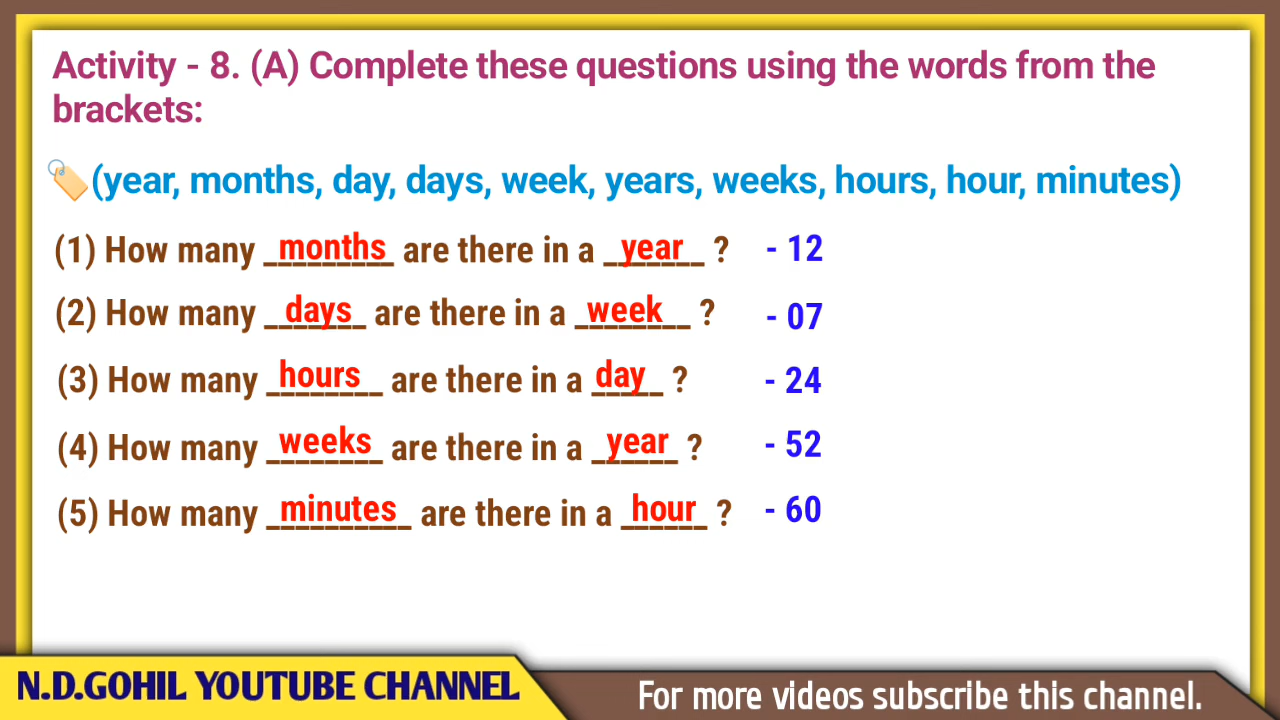 Activity - 8. (A) Complete these questions using the words from the
brackets:
(year, months, day, days, week, years, weeks, hours, hour, minutes)
(1) How many _months_ are there in a _year_ ? - 12
(2) How many _days_ are there in a _week_ ? - 07
(3) How many _hours_ are there in a _day_ ? - 24
(4) How many _weeks_ are there in a _year_ ? - 52
(5) How many _minutes_ are there in a _hour_ ? - 60
N.D.GOHIL YOUTUBE CHANNEL
For more videos subscribe this channel.